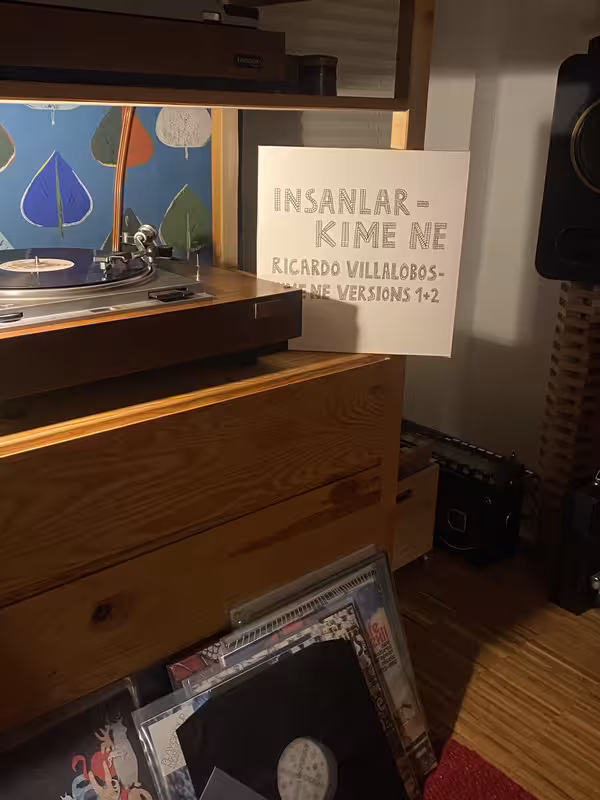 INSANLAR-
KIME NE
RICARDO VILLALOBOS-
NE VERSIONS 1+2